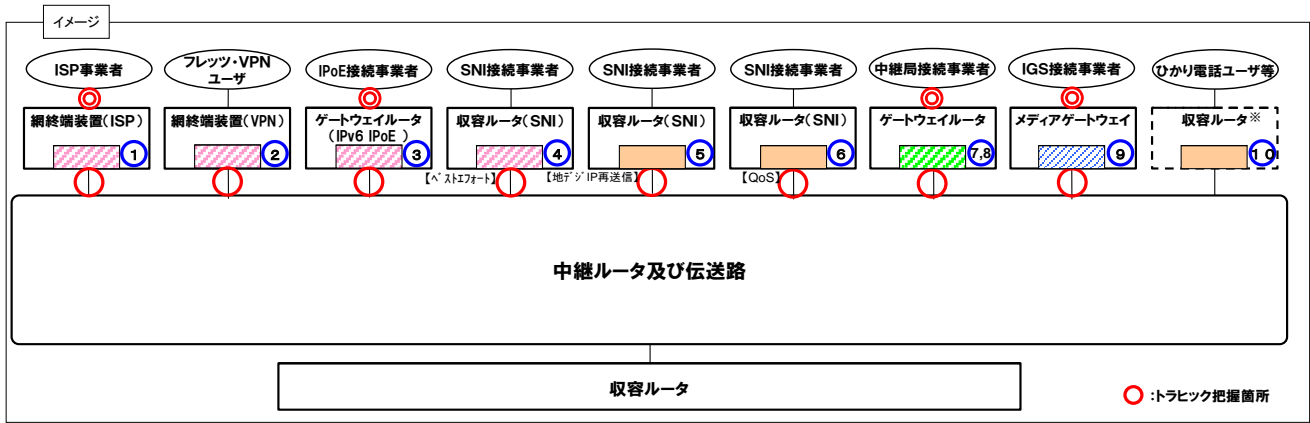 イメージ
ISP事業者
フレッツ・VPN
ユーザ
IPoE接続事業者
SNI接続事業者
SNI接続事業者
SNI接続事業者
中継局接続事業者
IGS接続事業者
ひかり電話ユーザ等
網終端装置(ISP)
1
網終端装置(VPN)
2
ゲートウェイルータ
(IPv6 IPoE )
3
収容ルータ(SNI)
4
収容ルータ(SNI)
5
収容ルータ(SNI)
6
ゲートウェイルータ
7,8
メディアゲートウェイ
9
収容ルータ※
10
【ベストエフォート】
【地デジIP再送信】
【QoS】
中継ルータ及び伝送路
収容ルータ
:トラヒック把握箇所